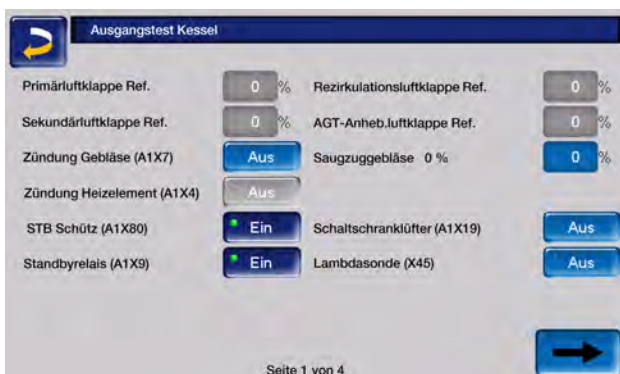 Ausgangstest Kessel
Primärluftklappe Ref. 0 % Rezirkulationsluftklappe Ref. 0 %
Sekundärluftklappe Ref. 0 % AGT-Anheb.luftklappe Ref. 0 %
Zündung Gebläse (A1X7) Aus Saugzuggebläse 0 % 0 %
Zündung Heizelement (A1X4) Aus
STB Schütz (A1X80) Ein Schaltschranklüfter (A1X19) Aus
Standbyrelais (A1X9) Ein Lambdasonde (X45) Aus
Seite 1 von 4